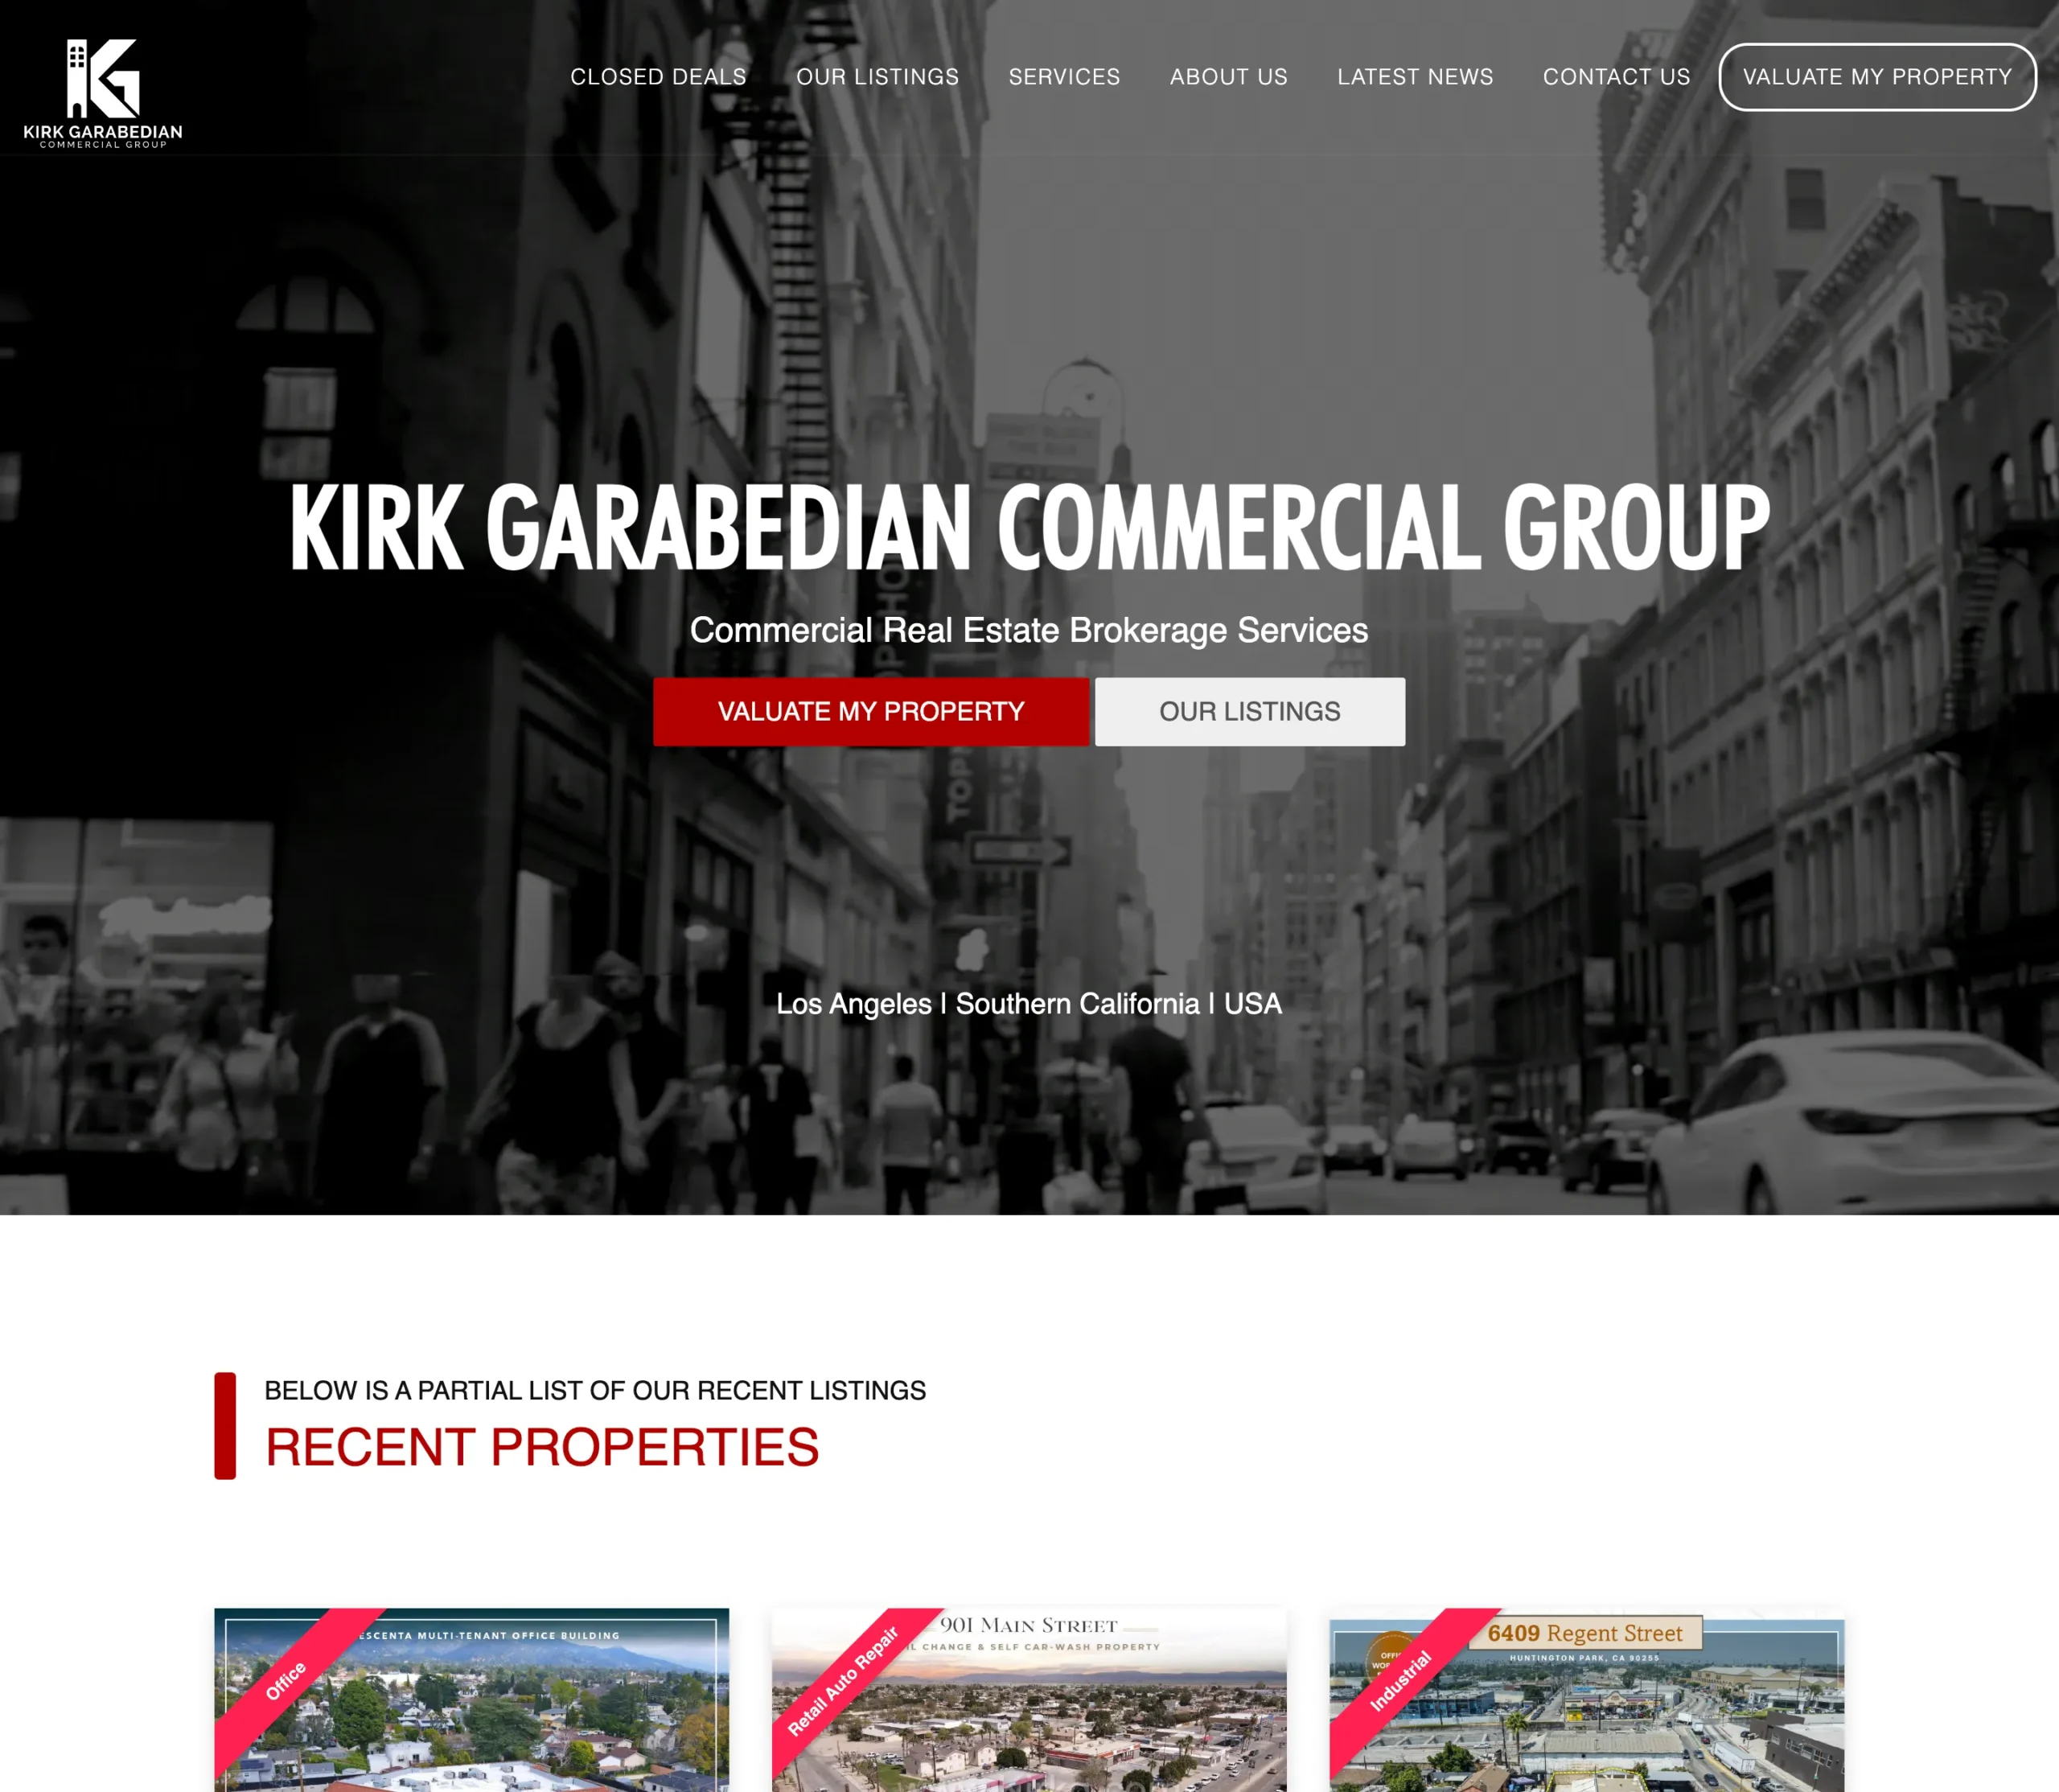 KIRK GARABEDIAN
COMMERCIAL GROUP
CLOSED DEALS
OUR LISTINGS
SERVICES
ABOUT US
LATEST NEWS
CONTACT US
VALUATE MY PROPERTY
KIRK GARABEDIAN COMMERCIAL GROUP
Commercial Real Estate Brokerage Services
VALUATE MY PROPERTY
OUR LISTINGS
TOP
Los Angeles | Southern California | USA
BELOW IS A PARTIAL LIST OF OUR RECENT LISTINGS
RECENT PROPERTIES
Office
MULTI-TENANT OFFICE BUILDING
Retail Auto Repair
901 MAIN STREET
CHANGE & SELF CAR-WASH PROPERTY
Industrial
6409 Regent Street
HUNTINGTON PARK, CA 90255